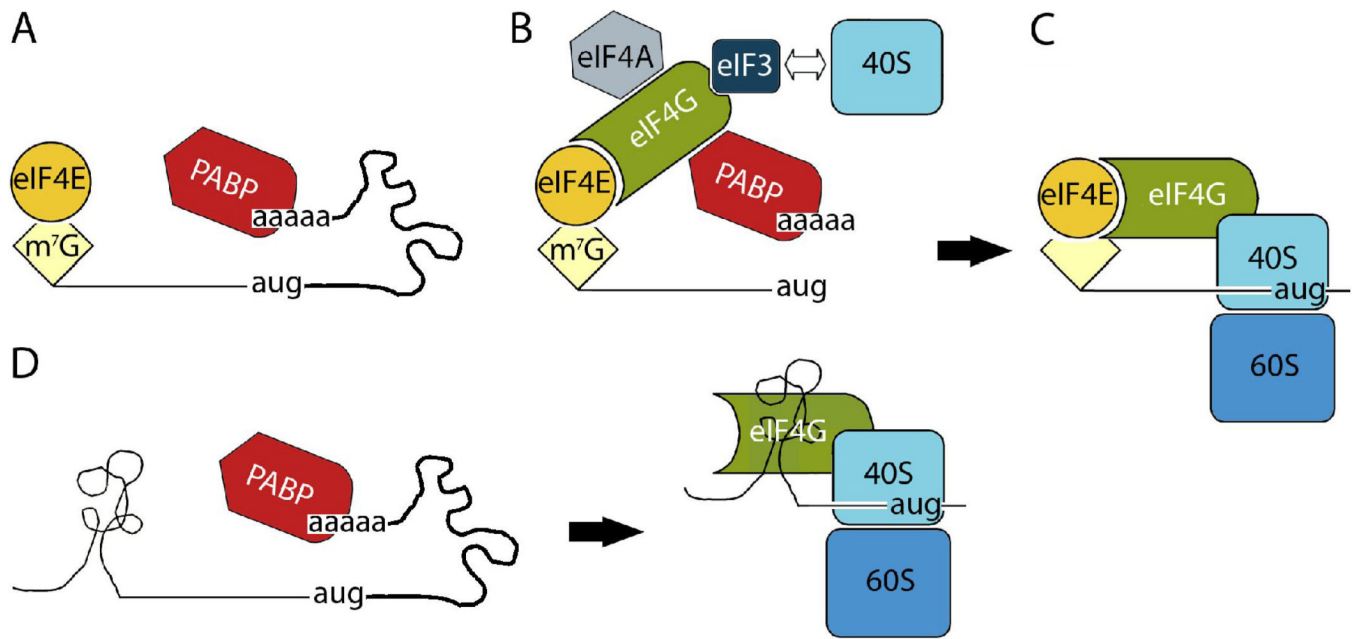 A
eIF4E
m⁷G
PABP
aaaaa
aug
B
eIF4A
eIF3
40S
eIF4G
eIF4E
PABP
aaaaa
m⁷G
aug
C
eIF4E
eIF4G
40S
aug
60S
D
PABP
aaaaa
aug
eIF4G
40S
aug
60S